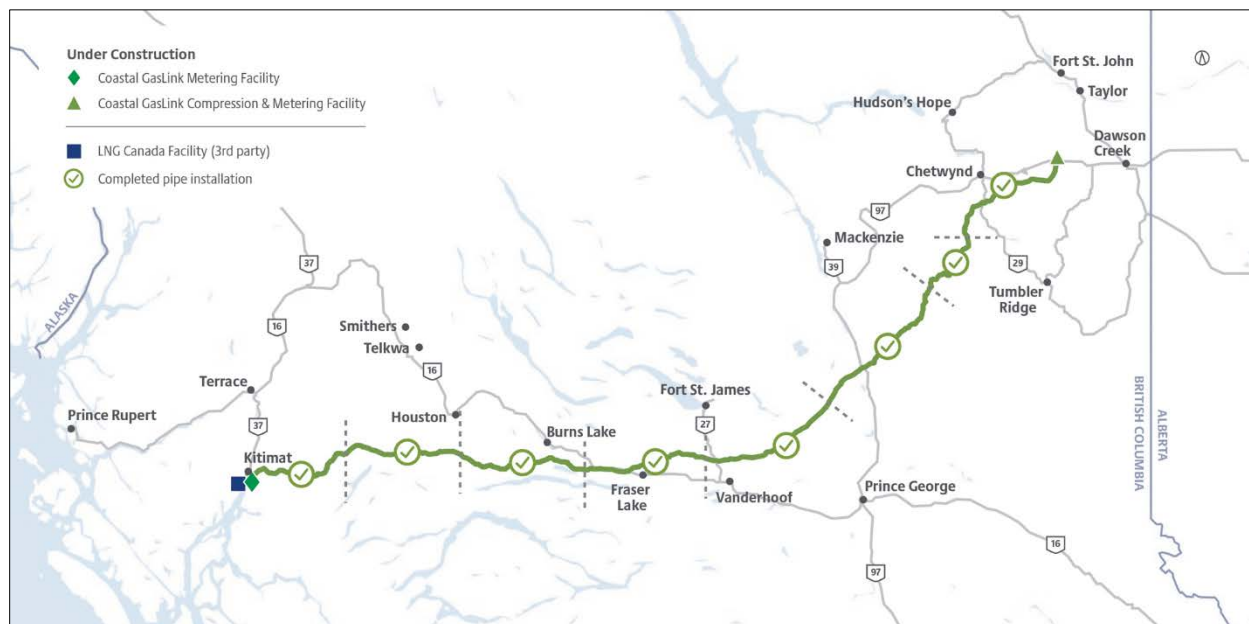 Under Construction
Coastal GasLink Metering Facility
Coastal GasLink Compression & Metering Facility
LNG Canada Facility (3rd party)
Completed pipe installation
Fort St. John
Taylor
Hudson's Hope
Dawson
Creek
Chetwynd
97
Mackenzie
39
29
Tumbler
Ridge
37
ALASKA
16
Smithers
Telkwa
16
Terrace
Fort St. James
Prince Rupert
37
Houston
27
Burns Lake
BRITISH COLUMBIA
ALBERTA
Kitimat
Fraser
Lake
Vanderhoof
Prince George
16
97